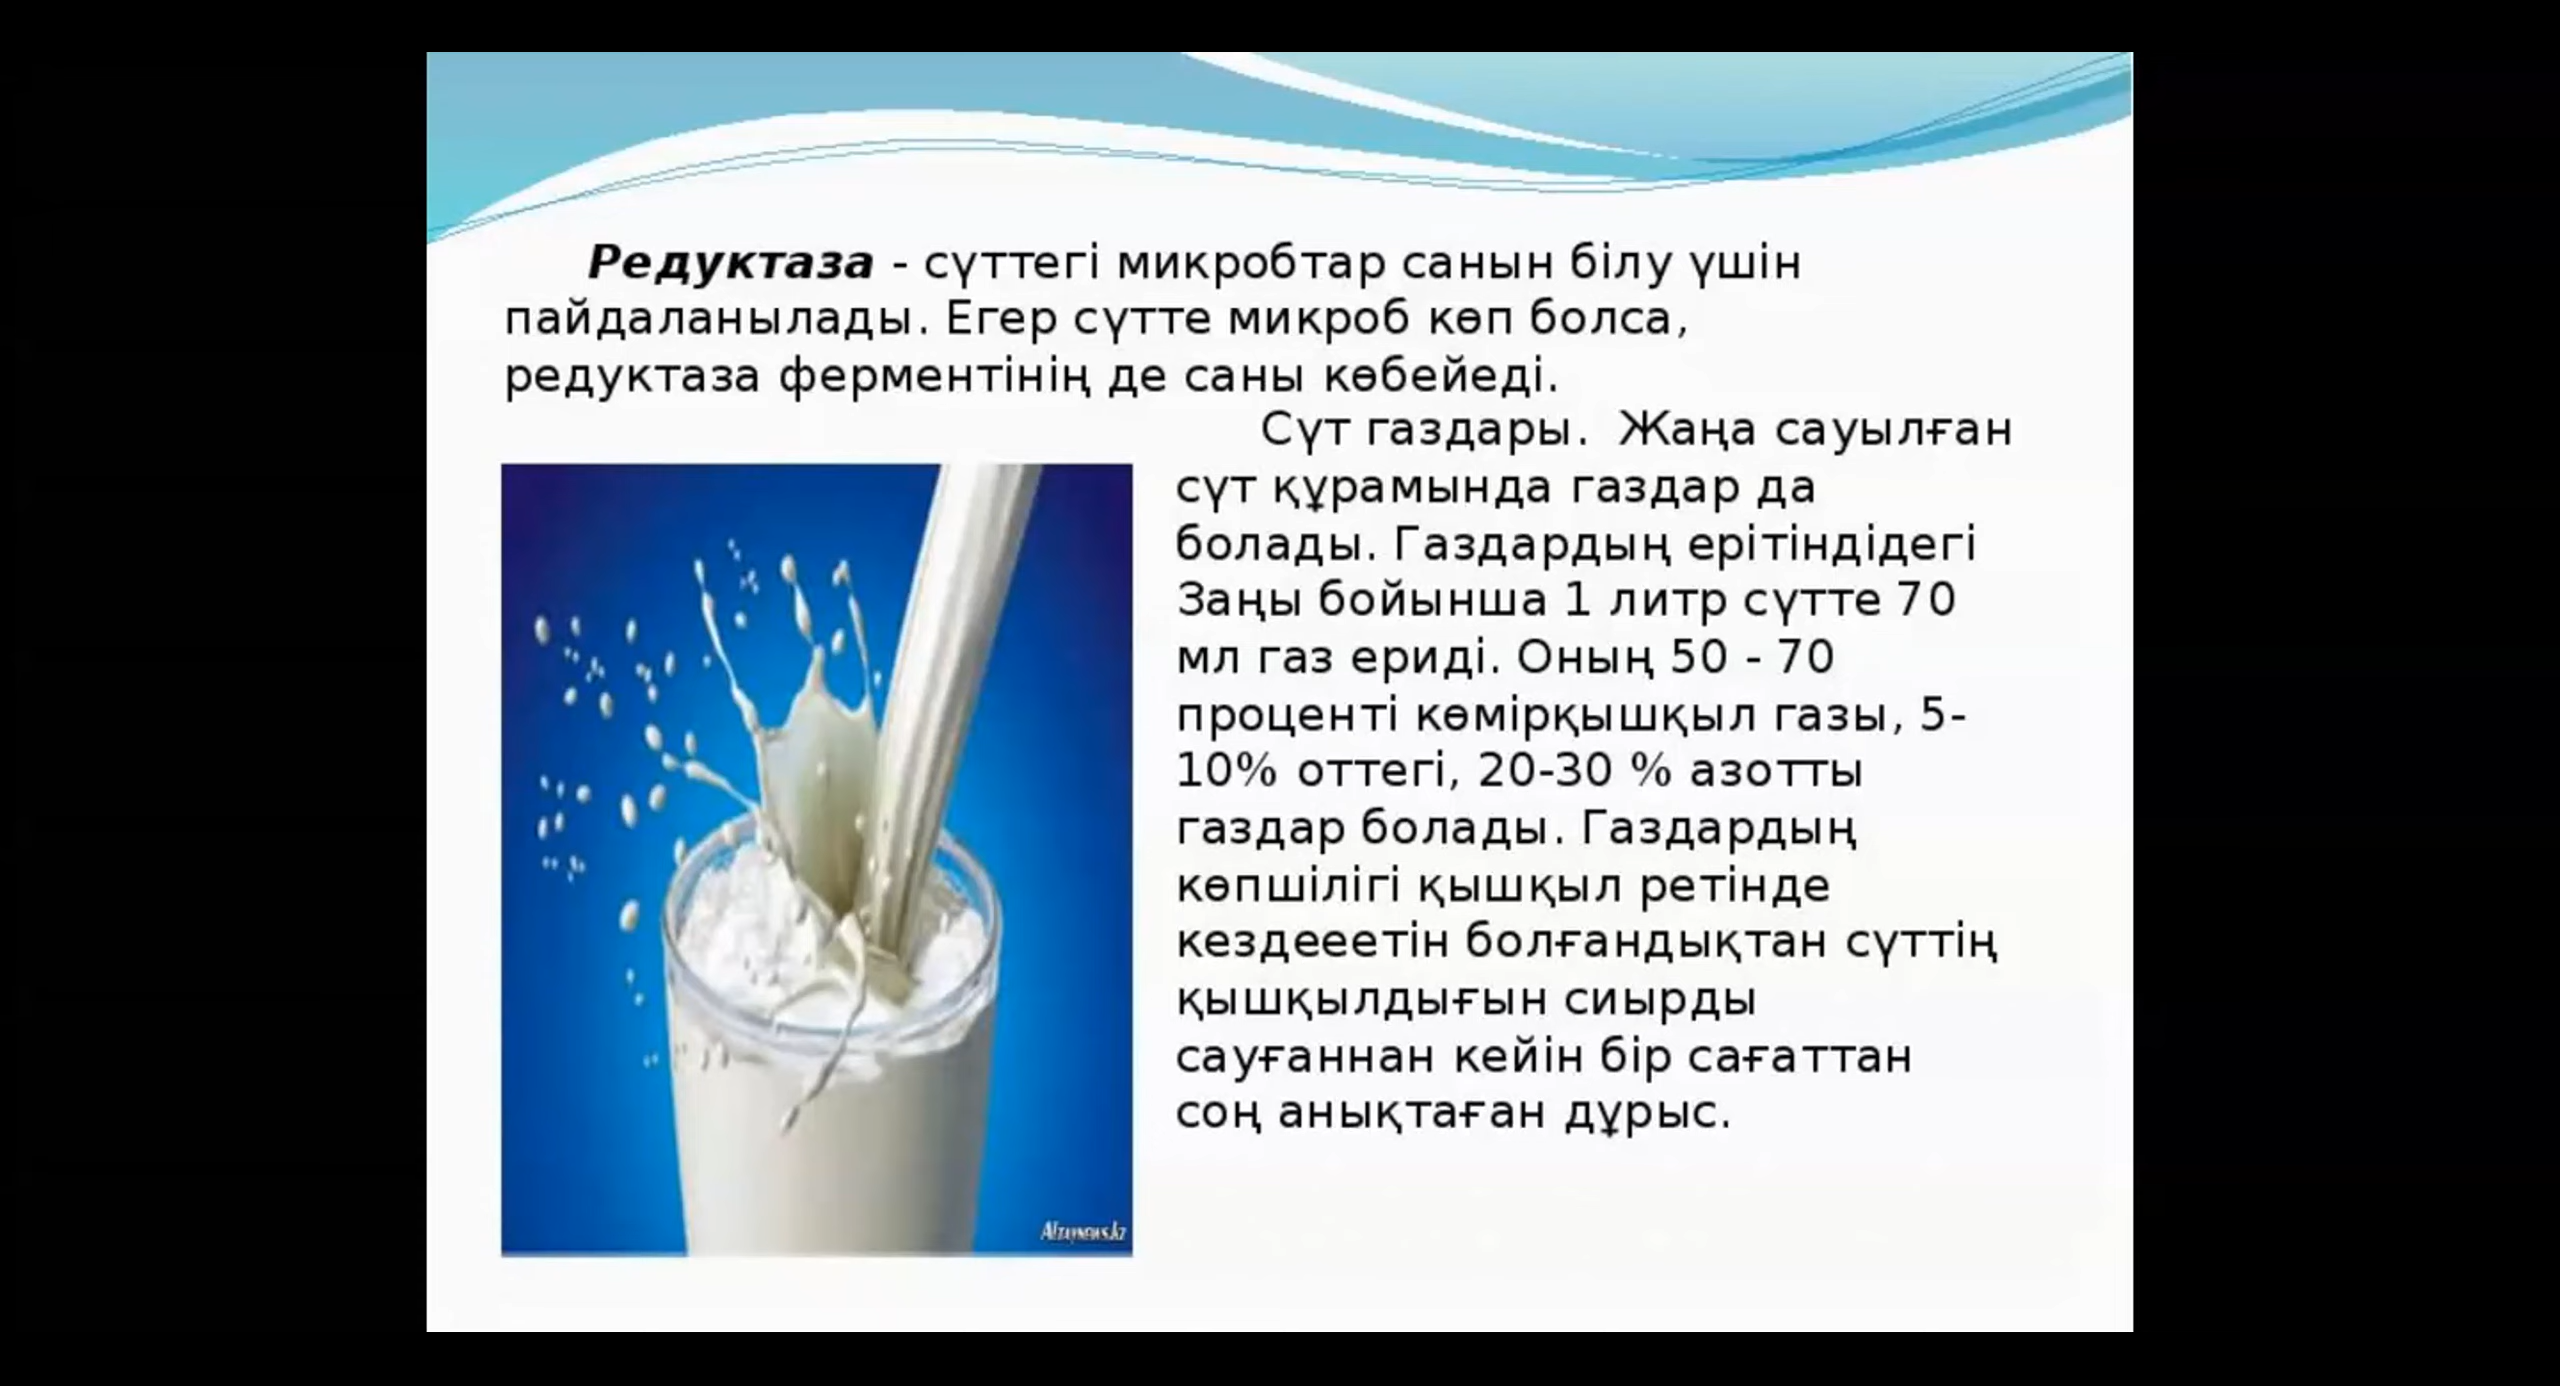 Редуктаза - сүттегі микробтар санын білу үшін
пайдаланылады. Егер сүтте микроб көп болса,
редуктаза ферментінің де саны көбейеді.
Сүт газдары. Жаңа сауылған
сүт құрамында газдар да
болады. Газдардың ерітіндідегі
Заңы бойынша 1 литр сүтте 70
мл газ ериді. Оның 50 - 70
проценті көмірқышқыл газы, 5-
10% оттегі, 20-30 % азотты
газдар болады. Газдардың
көпшілігі қышқыл ретінде
кездееетін болғандықтан сүттің
қышқылдығын сиырды
сауғаннан кейін бір сағаттан
соң анықтаған дұрыс.